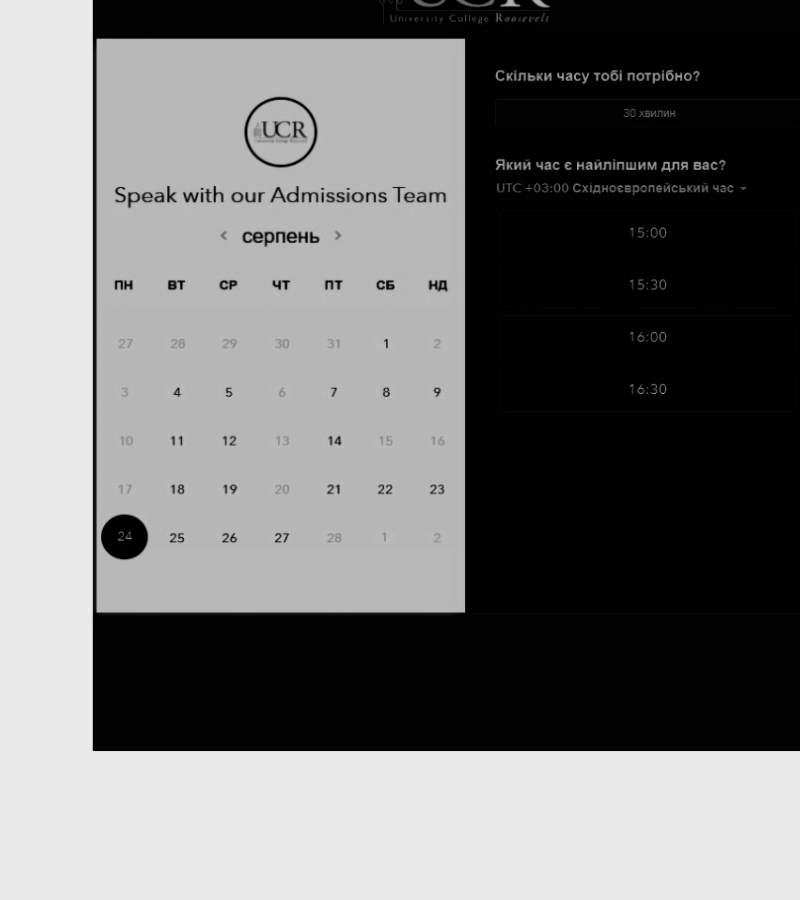 UCR
University College Roosevelt
UCR
Speak with our Admissions Team
< серпень >
ПН ВТ СР ЧТ ПТ СБ НД
27 28 29 30 31 1 2
3 4 5 6 7 8 9
10 11 12 13 14 15 16
17 18 19 20 21 22 23
24 25 26 27 28 1 2
Скільки часу тобі потрібно?
30 хвилин
Який час є найліпшим для вас?
UTC +03:00 Східноєвропейський час
15:00
15:30
16:00
16:30